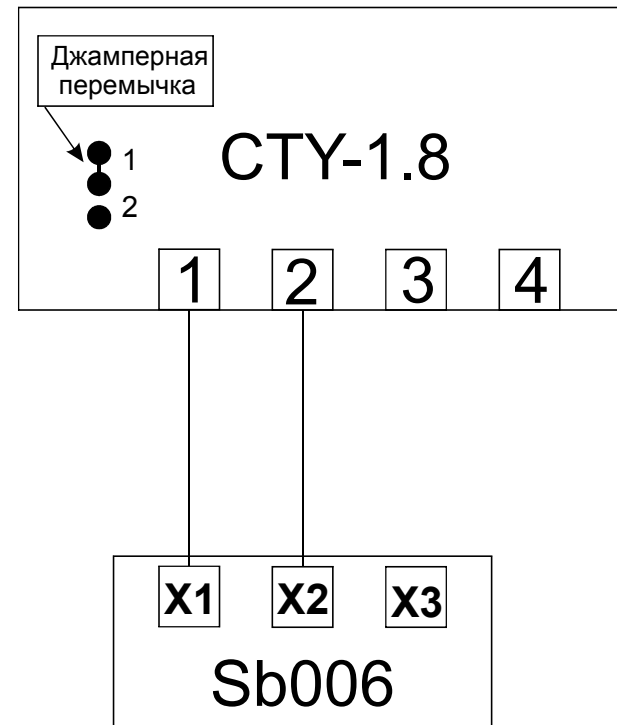 Джамперная
перемычка
1
CTY-1.8
2
1 2 3 4
X1 X2 X3
Sb006